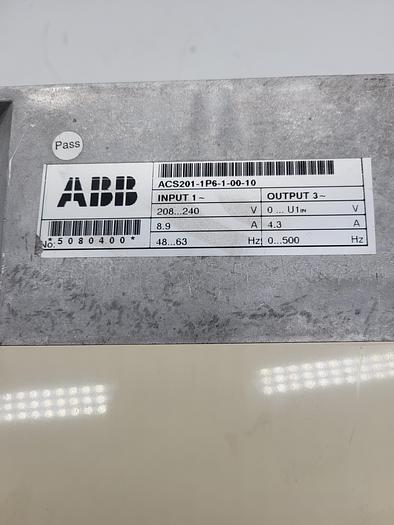 Pass
ABB
ACS201-1P6-1-00-10
INPUT 1~ OUTPUT 3~
208...240 V 0... U1IN V
8.9 A 4.3 A
48...63 Hz 0...500 Hz
No. *5080400*